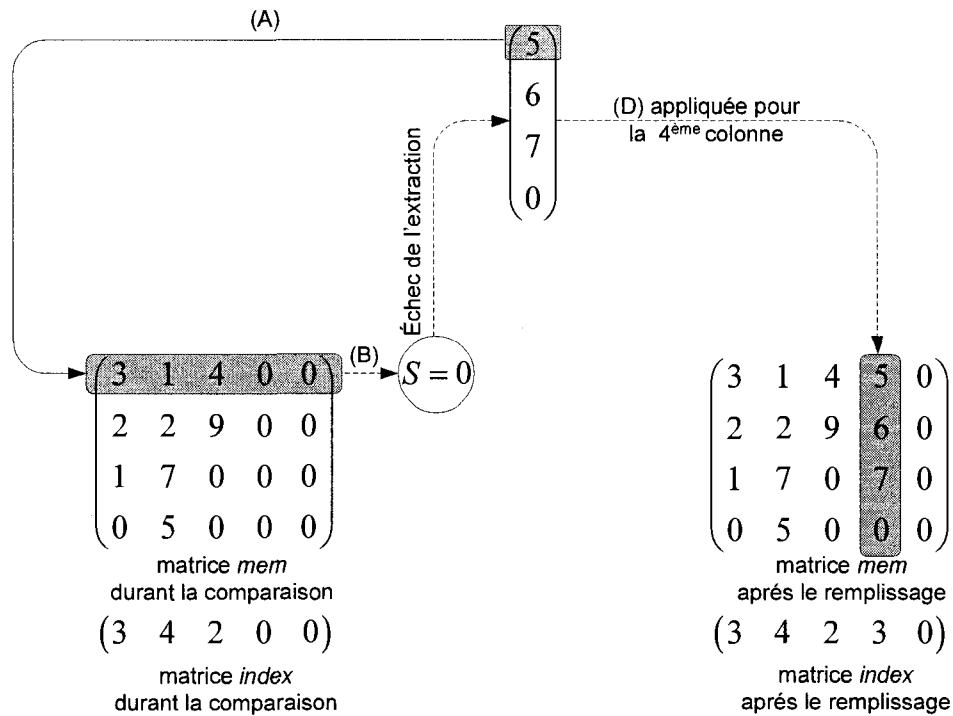 (A)
5
6
7
0
(D) appliquée pour
la 4ème colonne
Échec de l'extraction
(B)
S = 0
3 1 4 0 0
2 2 9 0 0
1 7 0 0 0
0 5 0 0 0
matrice mem
durant la comparaison
(3 4 2 0 0)
matrice index
durant la comparaison
3 1 4 5 0
2 2 9 6 0
1 7 0 7 0
0 5 0 0 0
matrice mem
aprés le remplissage
(3 4 2 3 0)
matrice index
aprés le remplissage